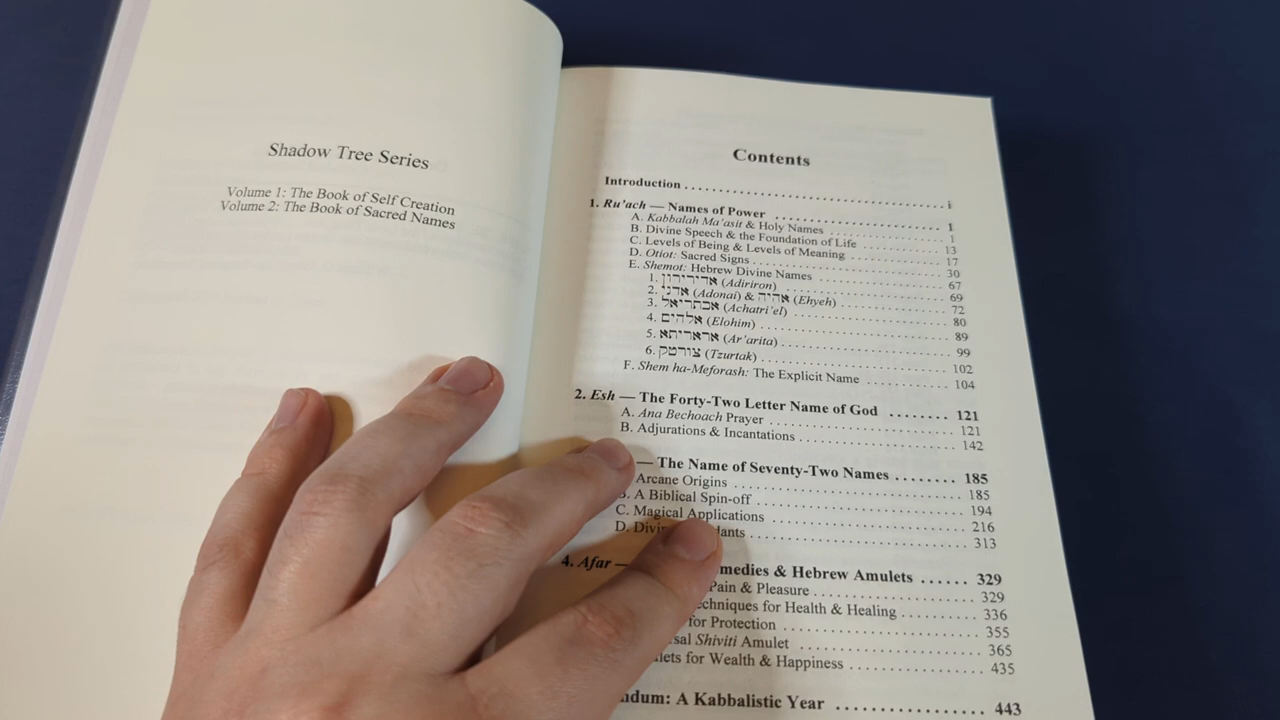 Shadow Tree Series
Volume 1: The Book of Self Creation
Volume 2: The Book of Sacred Names
Contents
Introduction ........................................ i
1. Ru’ach — Names of Power ........................ 1
A. Kabbalah Ma’asit & Holy Names ............... 1
B. Divine Speech & the Foundation of Life ........ 13
C. Levels of Being & Levels of Meaning ........... 17
D. Otiot: Sacred Signs ........................... 30
E. Shemot: Hebrew Divine Names ................. 67
1. אדירירון (Adiriron) ......................... 69
2. אדני (Adonai) & אהיה (Ehyeh) ............... 72
3. אכתריאל (Achatri’el) ....................... 80
4. אלהים (Elohim) ............................ 89
5. אראריתא (Ar’arita) ......................... 99
6. צורטק (Tzurtak) ............................ 102
F. Shem ha-Meforash: The Explicit Name .......... 104
2. Esh — The Forty-Two Letter Name of God ........ 121
A. Ana Bechoach Prayer .......................... 121
B. Adjurations & Incantations .................... 142
— The Name of Seventy-Two Names ........ 185
Arcane Origins ............................... 185
B. A Biblical Spin-off ............................ 194
C. Magical Applications .......................... 216
D. 313
4. Afar — & Hebrew Amulets ...... 329
Pain & Pleasure ......................... 329
for Health & Healing ............ 336
for Protection ............................ 355
Shiviti Amulet ......................... 365
for Wealth & Happiness ................. 435
A Kabbalistic Year .................... 443